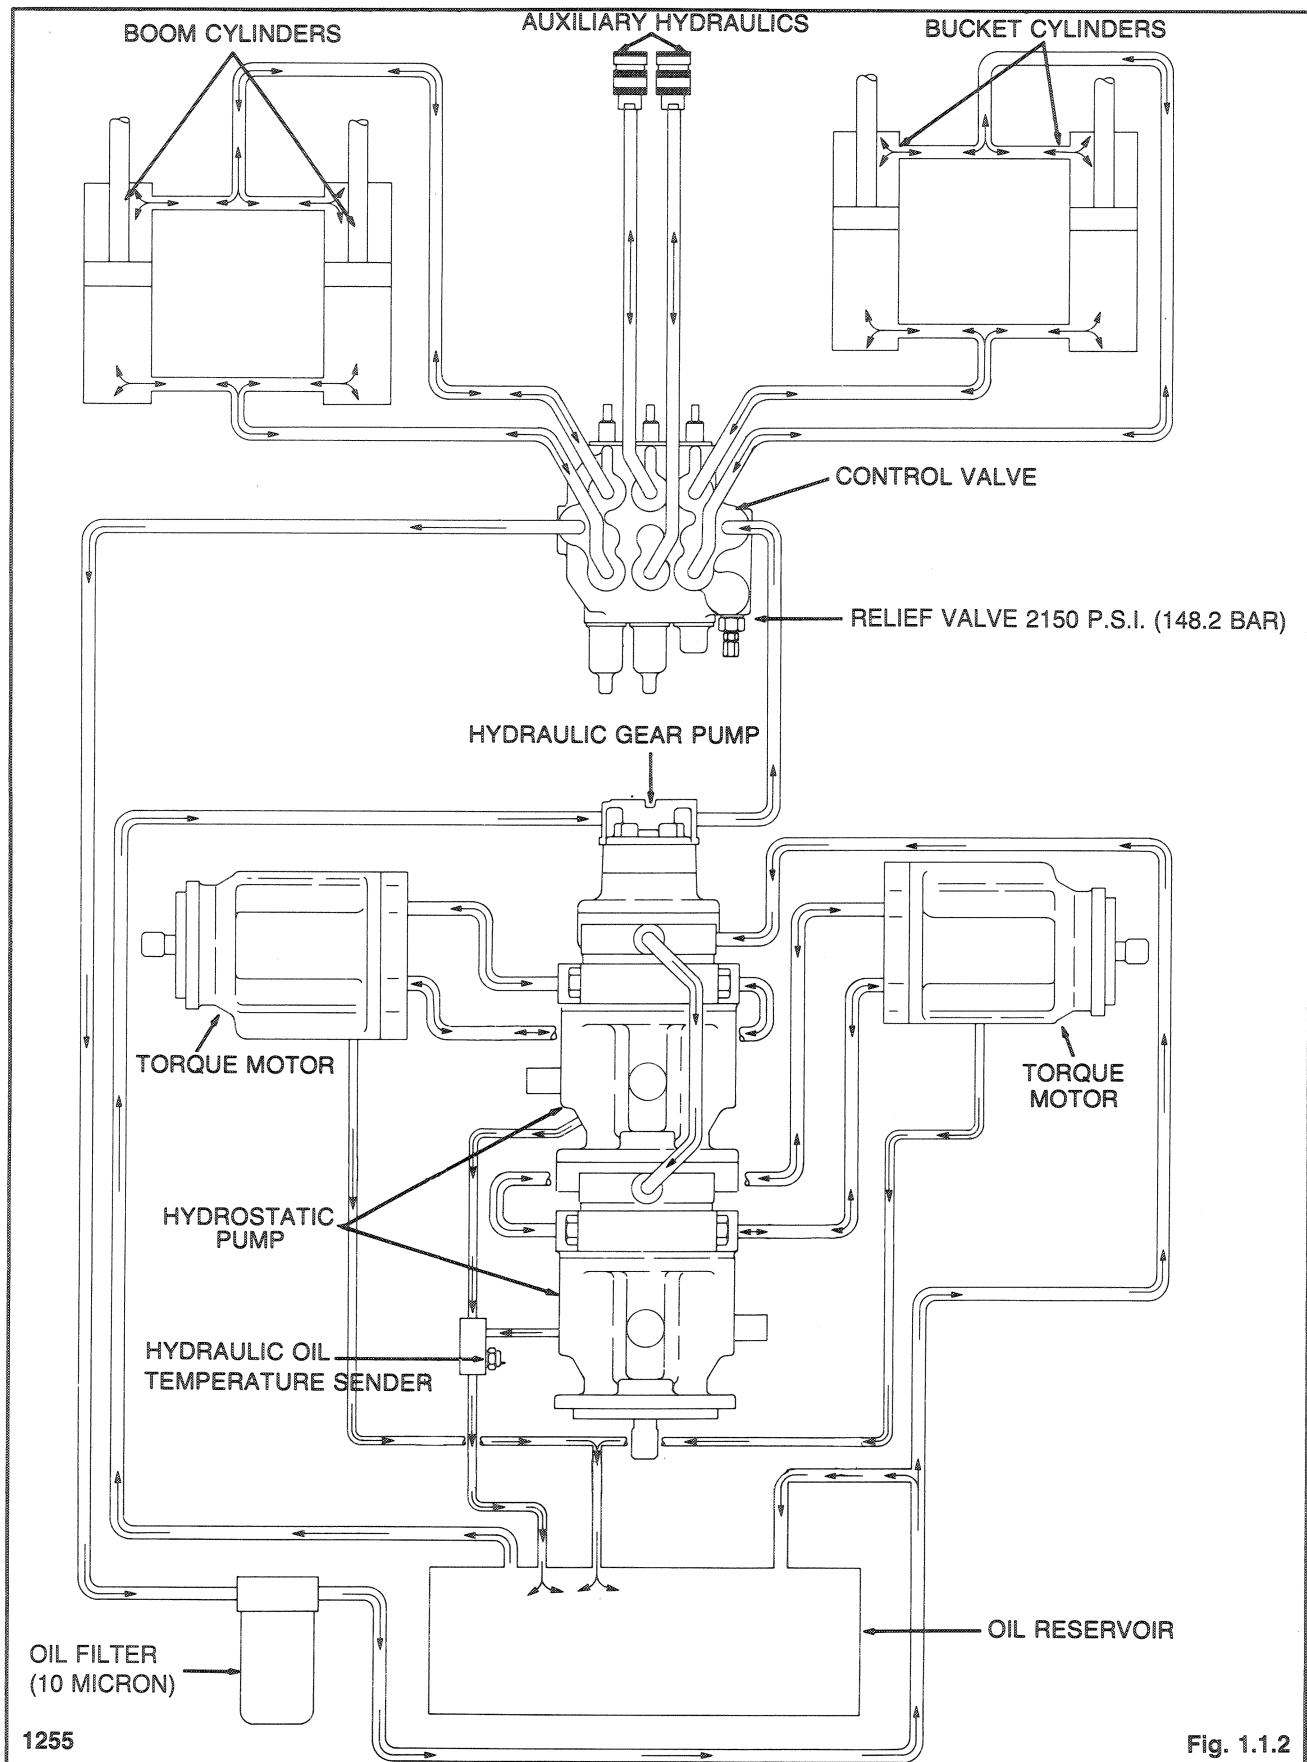 BOOM CYLINDERS
AUXILIARY HYDRAULICS
BUCKET CYLINDERS
CONTROL VALVE
RELIEF VALVE 2150 P.S.I. (148.2 BAR)
HYDRAULIC GEAR PUMP
TORQUE MOTOR
TORQUE
MOTOR
HYDROSTATIC
PUMP
HYDRAULIC OIL
TEMPERATURE SENDER
OIL RESERVOIR
OIL FILTER
(10 MICRON)
1255
Fig. 1.1.2